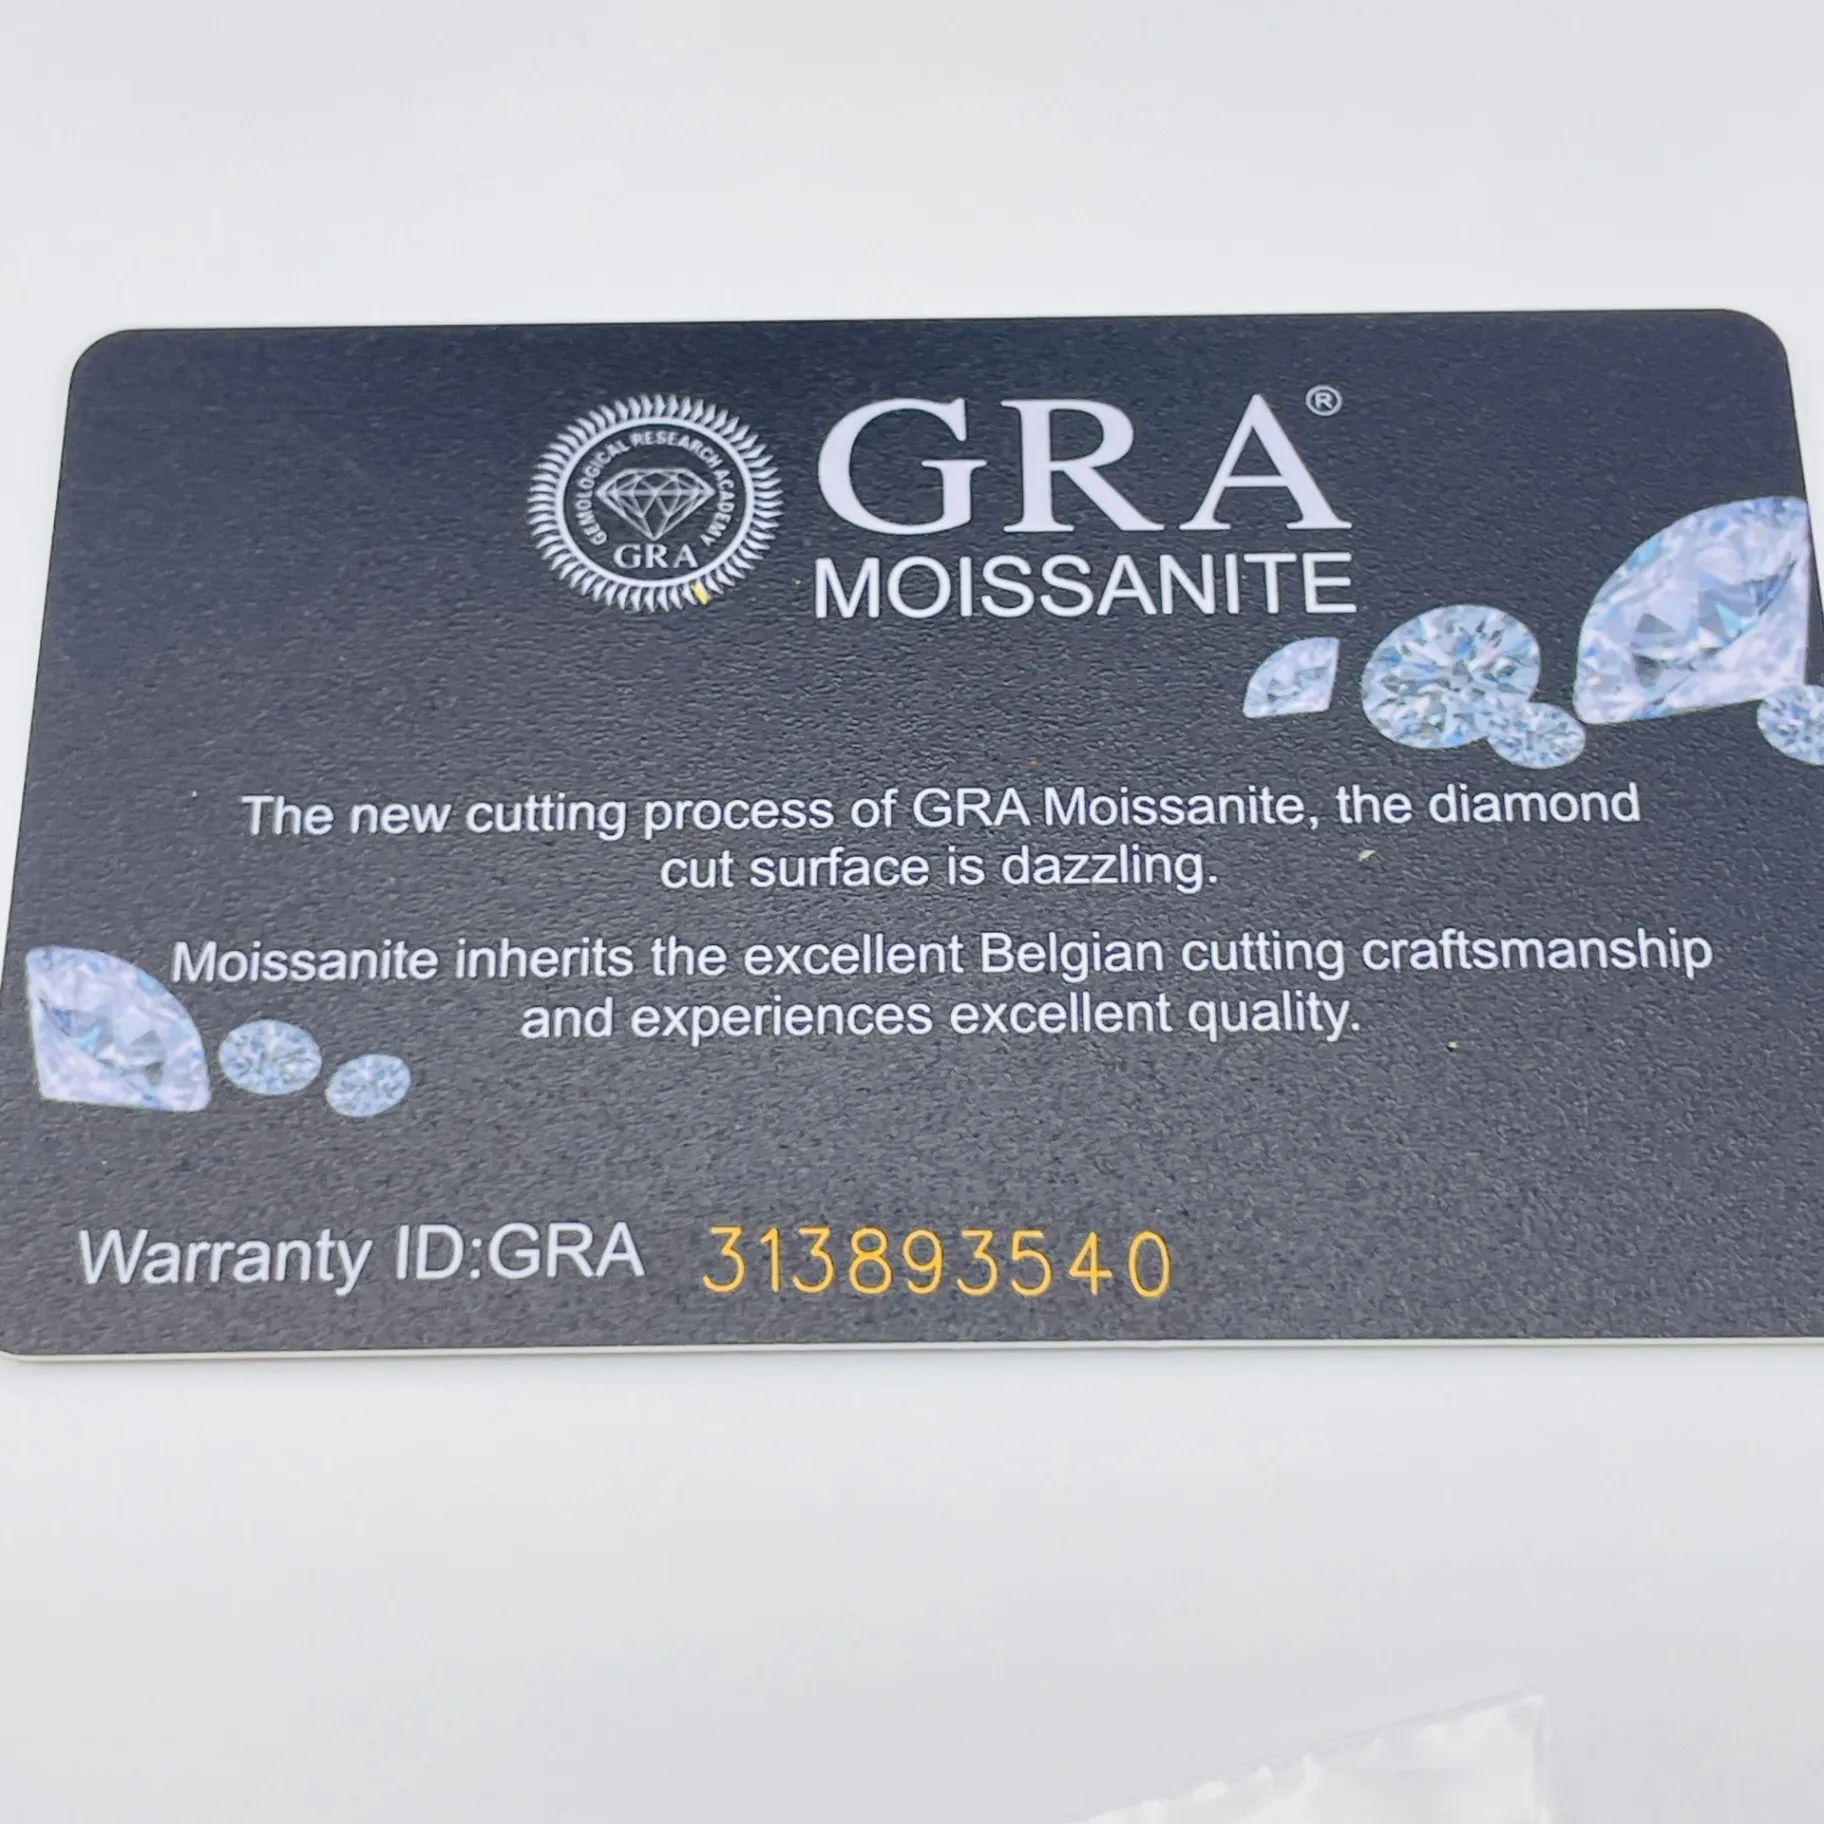 GEMOLOGICAL RESEARCH ACADEMY
GRA
GRA®
MOISSANITE
The new cutting process of GRA Moissanite, the diamond
cut surface is dazzling.
Moissanite inherits the excellent Belgian cutting craftsmanship
and experiences excellent quality.
Warranty ID:GRA 313893540